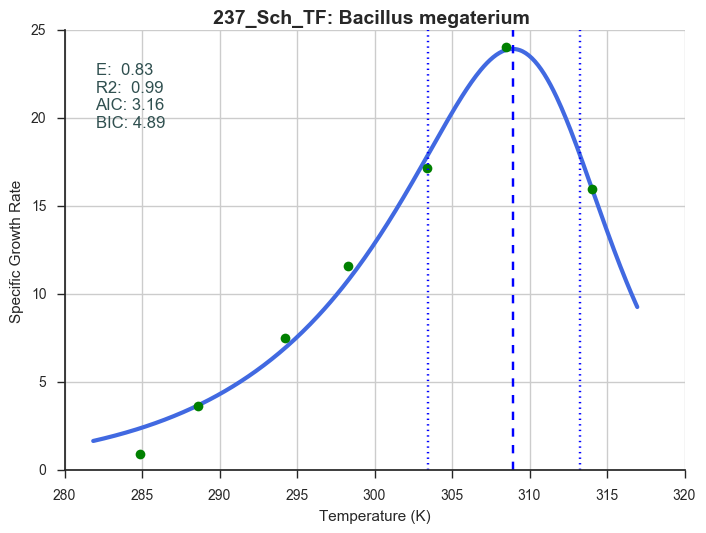 237_Sch_TF: Bacillus megaterium
E: 0.83
R2: 0.99
AIC: 3.16
BIC: 4.89
Specific Growth Rate
25
20
15
10
5
0
280 285 290 295 300 305 310 315 320
Temperature (K)